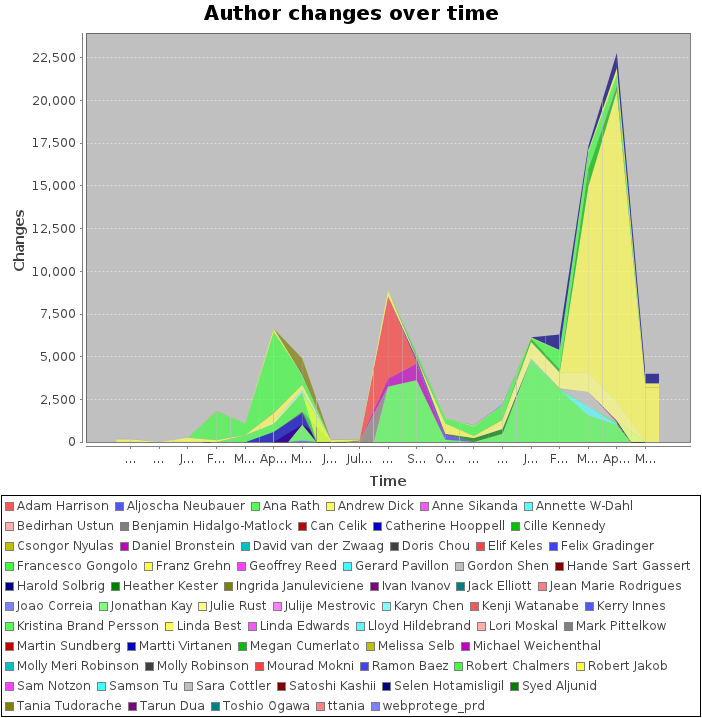 Author changes over time
22,500
20,000
17,500
15,000
12,500
10,000
7,500
5,000
2,500
0
Changes
... ... J... F... M... Ap... M... J... Jul... ... S... O... ... ... J... F... M... Ap... M...
Time
Adam Harrison Aljoscha Neubauer Ana Rath Andrew Dick Anne Sikanda Annette W-Dahl
Bedirhan Ustun Benjamin Hidalgo-Matlock Can Celik Catherine Hooppell Cille Kennedy
Csongor Nyulas Daniel Bronstein David van der Zwaag Doris Chou Elif Keles Felix Gradinger
Francesco Gongolo Franz Grehn Geoffrey Reed Gerard Pavillon Gordon Shen Hande Sart Gassert
Harold Solbrig Heather Kester Ingrida Januleviciene Ivan Ivanov Jack Elliott Jean Marie Rodrigues
Joao Correia Jonathan Kay Julie Rust Julije Mestrovic Karyn Chen Kenji Watanabe Kerry Innes
Kristina Brand Persson Linda Best Linda Edwards Lloyd Hildebrand Lori Moskal Mark Pittelkow
Martin Sundberg Martti Virtanen Megan Cumerlato Melissa Selb Michael Weichenthal
Molly Meri Robinson Molly Robinson Mourad Mokni Ramon Baez Robert Chalmers Robert Jakob
Sam Notzon Samson Tu Sara Cottler Satoshi Kashii Selen Hotamisligil Syed Aljunid
Tania Tudorache Tarun Dua Toshio Ogawa ttania webprotege_prd